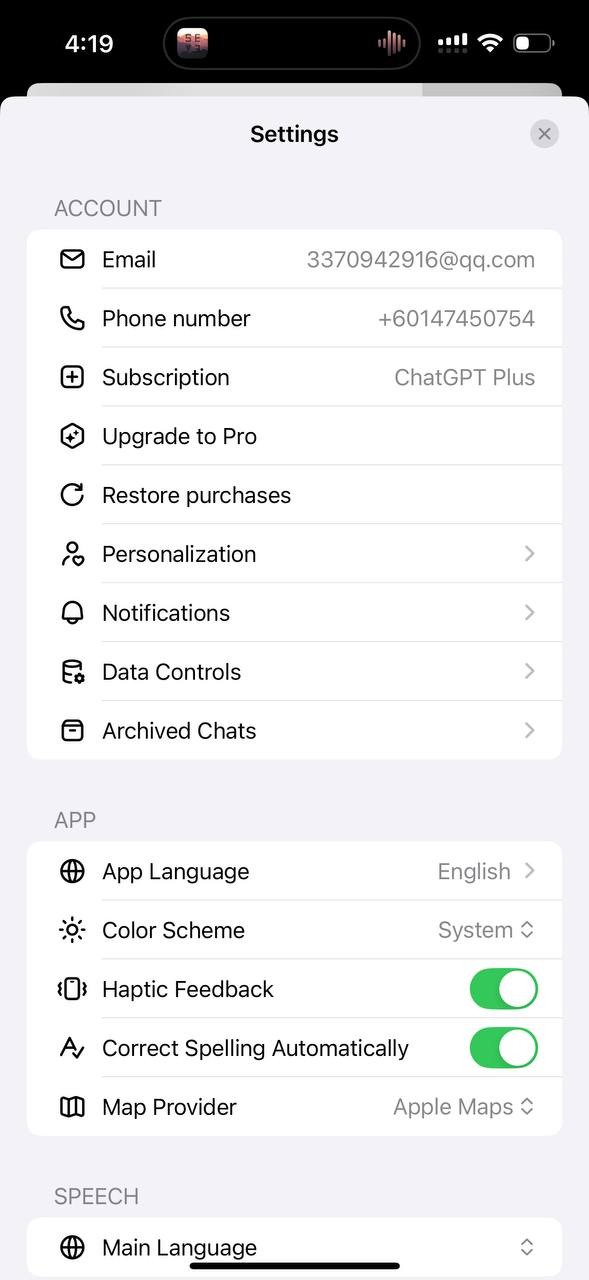 4:19
Settings
ACCOUNT
Email 3370942916@qq.com
Phone number +60147450754
Subscription ChatGPT Plus
Upgrade to Pro
Restore purchases
Personalization
Notifications
Data Controls
Archived Chats
APP
App Language English
Color Scheme System
Haptic Feedback
Correct Spelling Automatically
Map Provider Apple Maps
SPEECH
Main Language